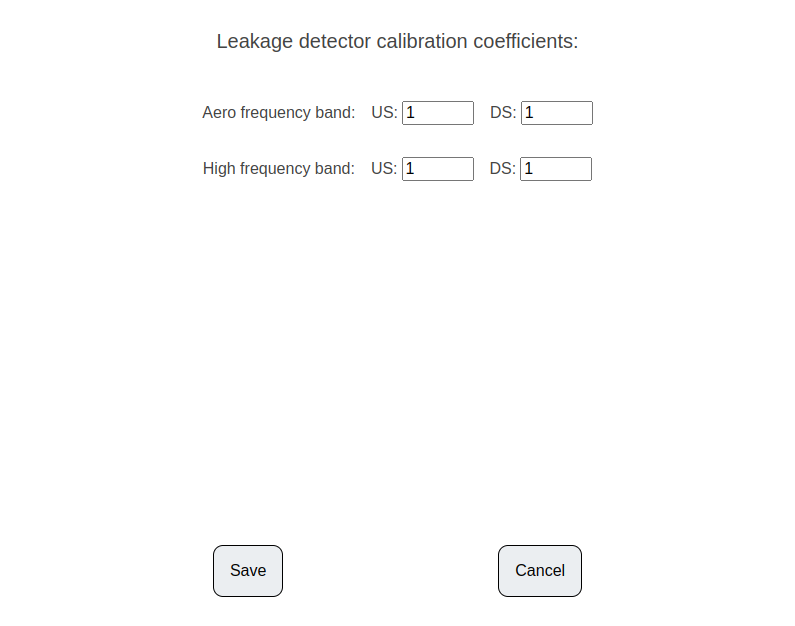 Leakage detector calibration coefficients:
Aero frequency band: US: 1 DS: 1
High frequency band: US: 1 DS: 1
Save Cancel